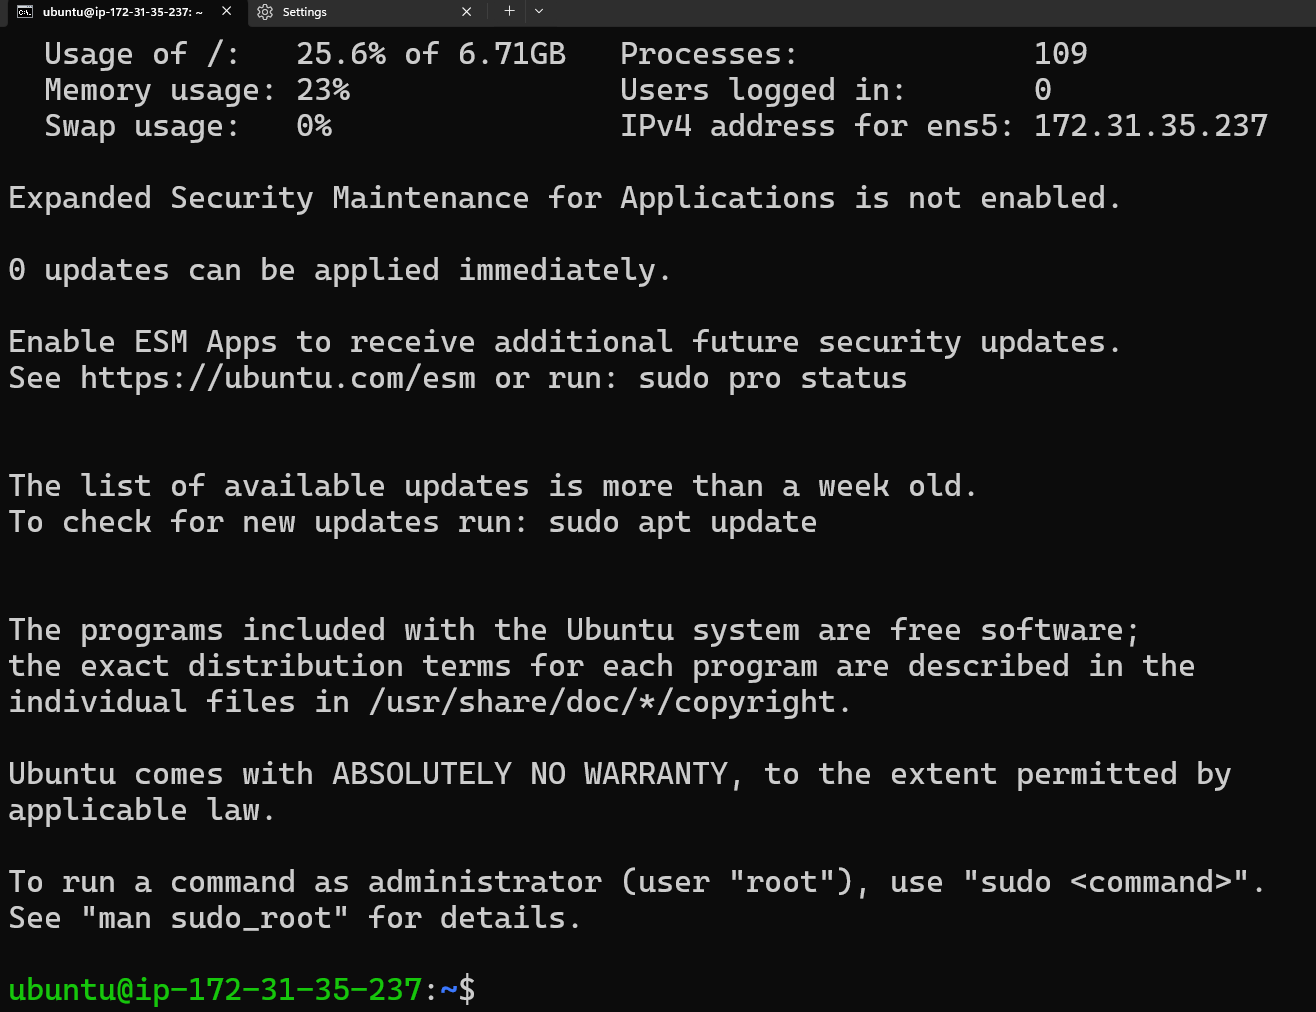 ubuntu@ip-172-31-35-237: ~
Settings
Usage of /:   25.6% of 6.71GB   Processes:             109
Memory usage: 23%               Users logged in:       0
Swap usage:   0%                IPv4 address for ens5: 172.31.35.237
Expanded Security Maintenance for Applications is not enabled.
0 updates can be applied immediately.
Enable ESM Apps to receive additional future security updates.
See https://ubuntu.com/esm or run: sudo pro status
The list of available updates is more than a week old.
To check for new updates run: sudo apt update
The programs included with the Ubuntu system are free software;
the exact distribution terms for each program are described in the
individual files in /usr/share/doc/*/copyright.
Ubuntu comes with ABSOLUTELY NO WARRANTY, to the extent permitted by
applicable law.
To run a command as administrator (user "root"), use "sudo <command>".
See "man sudo_root" for details.
ubuntu@ip-172-31-35-237:~$